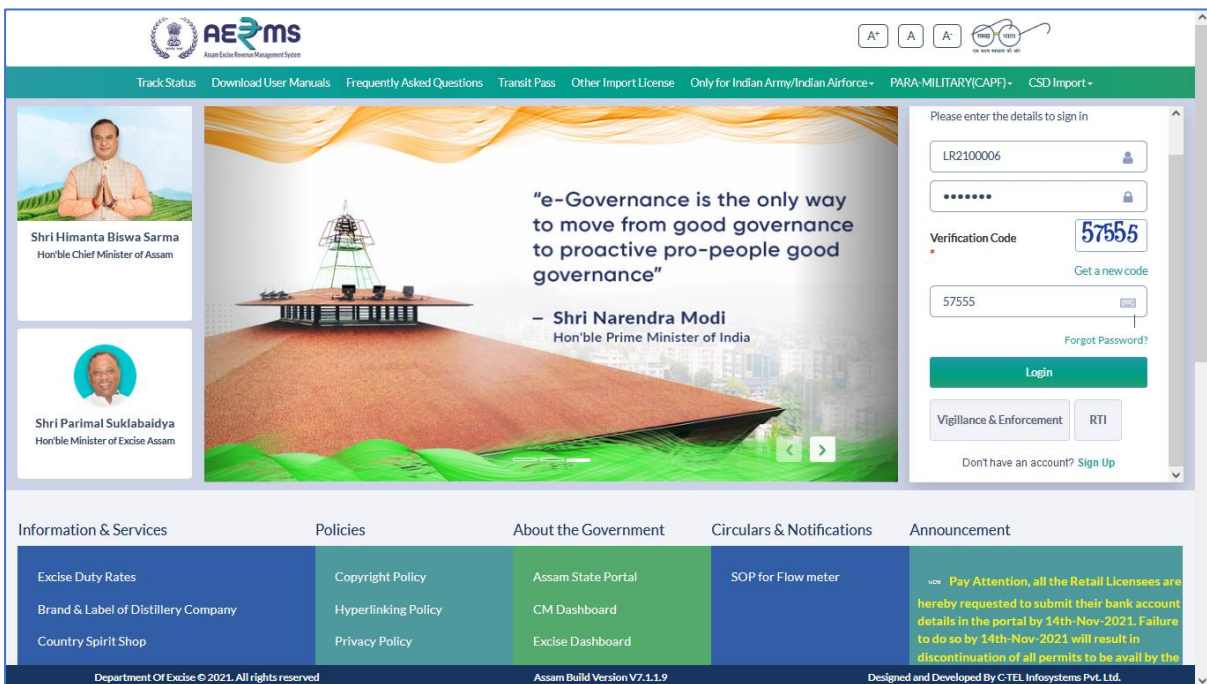 AERMS
Assam Excise Revenue Management System
A+ A A-
स्वच्छ भारत
एक कदम स्वच्छता की ओर
Track Status Download User Manuals Frequently Asked Questions Transit Pass Other Import License Only for Indian Army/Indian Airforce PARA-MILITARY(CAPF) CSD Import
Shri Himanta Biswa Sarma
Hon'ble Chief Minister of Assam
Shri Parimal Suklabaidya
Hon'ble Minister of Excise Assam
"e-Governance is the only way
to move from good governance
to proactive pro-people good
governance"
– Shri Narendra Modi
Hon'ble Prime Minister of India
Please enter the details to sign in
LR2100006
•••••••
Verification Code
*
57555
Get a new code
57555
Forgot Password?
Login
Vigillance & Enforcement RTI
Don't have an account? Sign Up
Information & Services
Excise Duty Rates
Brand & Label of Distillery Company
Country Spirit Shop
Policies
Copyright Policy
Hyperlinking Policy
Privacy Policy
About the Government
Assam State Portal
CM Dashboard
Excise Dashboard
Circulars & Notifications
SOP for Flow meter
Announcement
Pay Attention, all the Retail Licensees are
hereby requested to submit their bank account
details in the portal by 14th-Nov-2021. Failure
to do so by 14th-Nov-2021 will result in
discontinuation of all permits to be avail by the
Department Of Excise © 2021. All rights reserved Assam Build Version V7.1.1.9 Designed and Developed By C-TEL Infosystems Pvt. Ltd.